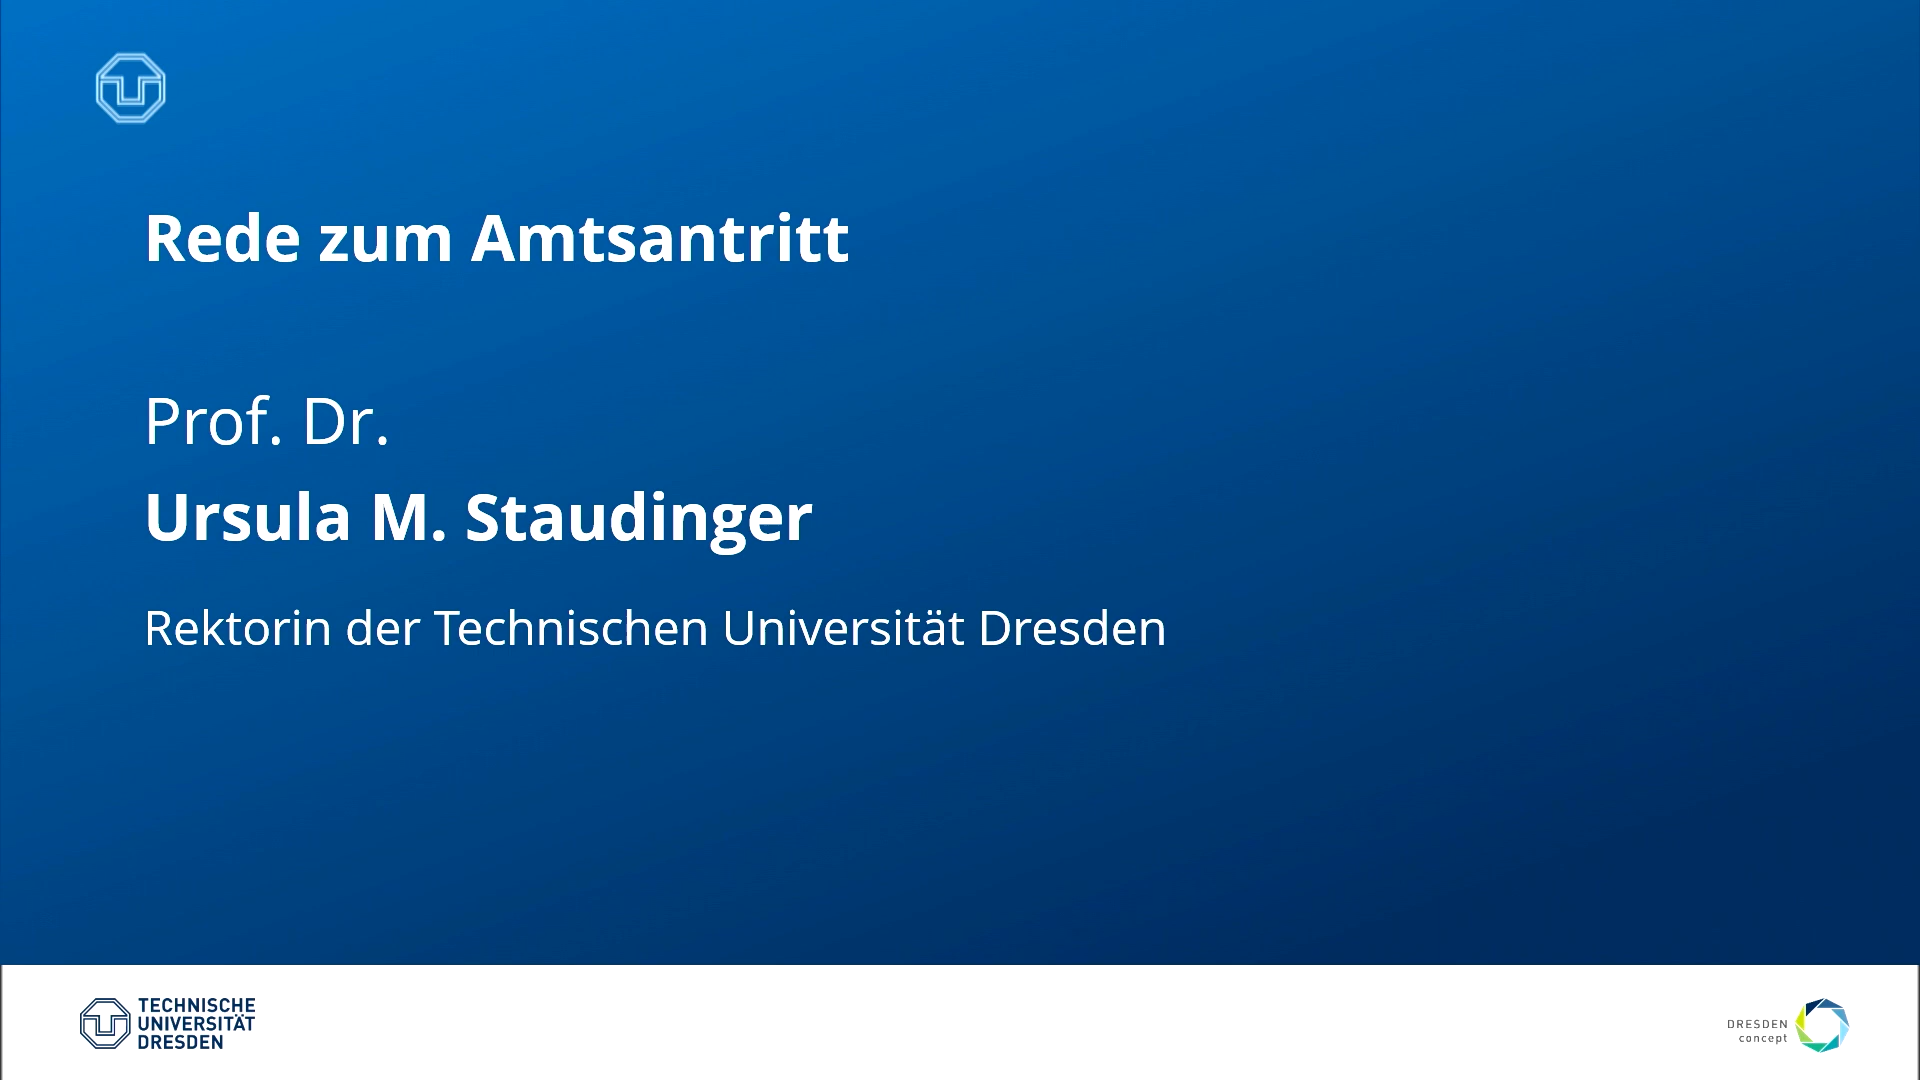 Rede zum Amtsantritt
Prof. Dr.
Ursula M. Staudinger
Rektorin der Technischen Universität Dresden
TECHNISCHE
UNIVERSITÄT
DRESDEN
DRESDEN
concept